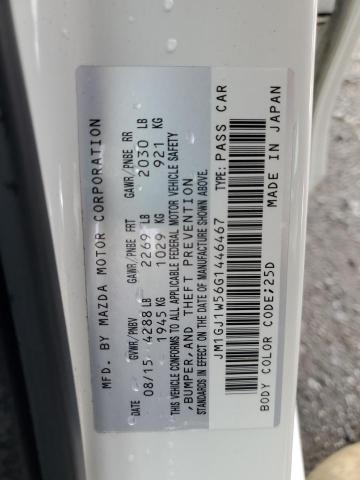 MFD. BY MAZDA MOTOR CORPORATION
DATE GVWR/PNBV GAWR/PNBE FRT GAWR/PNBE RR
08/15 4288 LB 2269 LB 2030 LB
1945 KG 1029 KG 921 KG
THIS VEHICLE CONFORMS TO ALL APPLICABLE FEDERAL MOTOR VEHICLE SAFETY
,BUMPER,AND THEFT PREVENTION
STANDARDS IN EFFECT ON THE DATE OF MANUFACTURE SHOWN ABOVE.
JM1GJ1W56G1446467 TYPE:PASS CAR
BODY COLOR CODE;25D MADE IN JAPAN